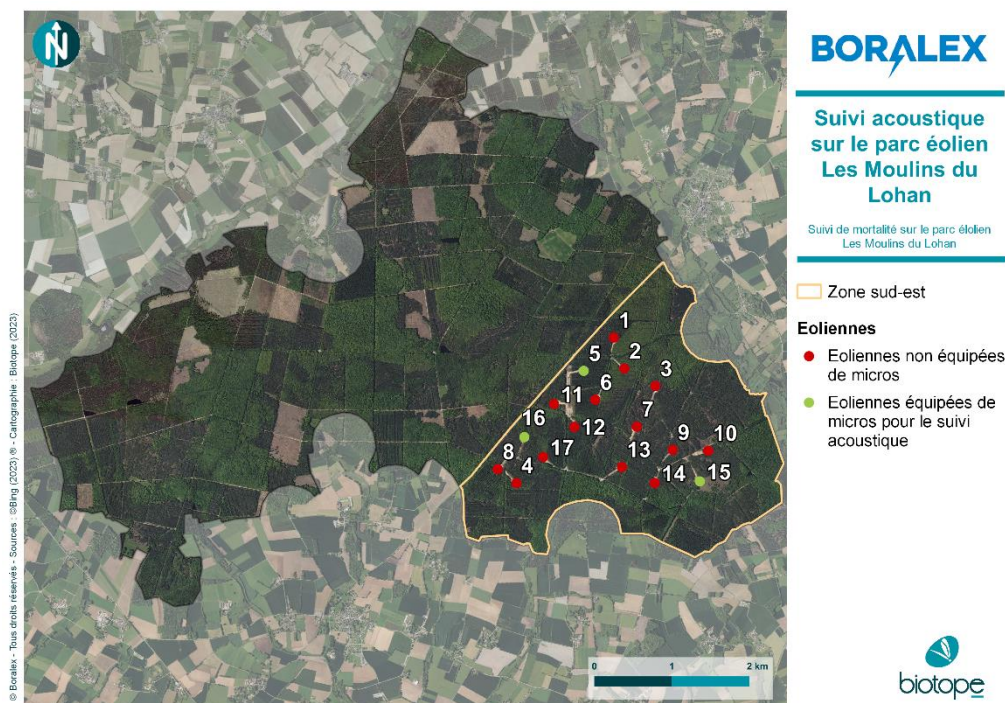 N
BORALEX
Suivi acoustique
sur le parc éolien
Les Moulins du
Lohan
Suivi de mortalité sur le parc élolien
Les Moulins du Lohan
Zone sud-est
Eoliennes
Eoliennes non équipées
de micros
Eoliennes équipées de
micros pour le suivi
acoustique
1
2
5
3
6
11
7
16
12
9
10
8
17
13
4
14
15
0 1 2 km
© Boralex - Tous droits réservés - Sources : ©Bing (2023) ® - Cartographie : Biotope (2023)
biotope